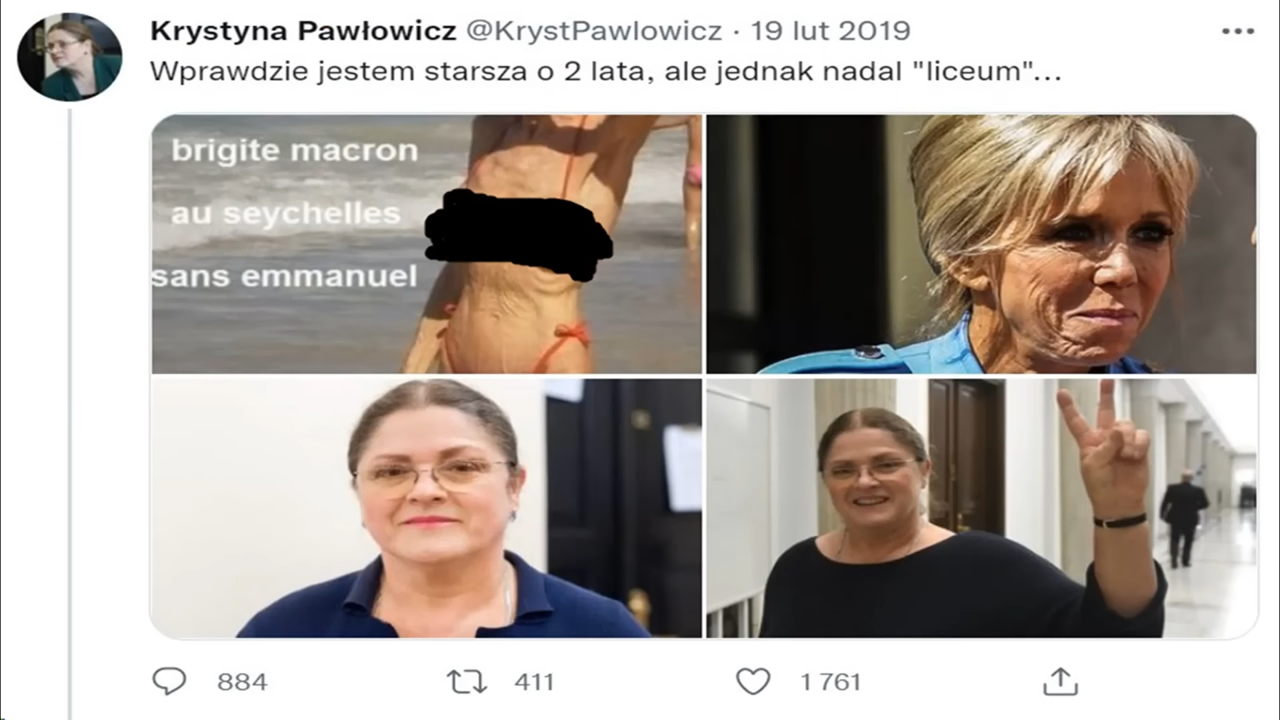 Krystyna Pawłowicz @KrystPawlowicz · 19 lut 2019
Wprawdzie jestem starsza o 2 lata, ale jednak nadal "liceum"...
brigite macron
au seychelles
sans emmanuel
884 411 1 761